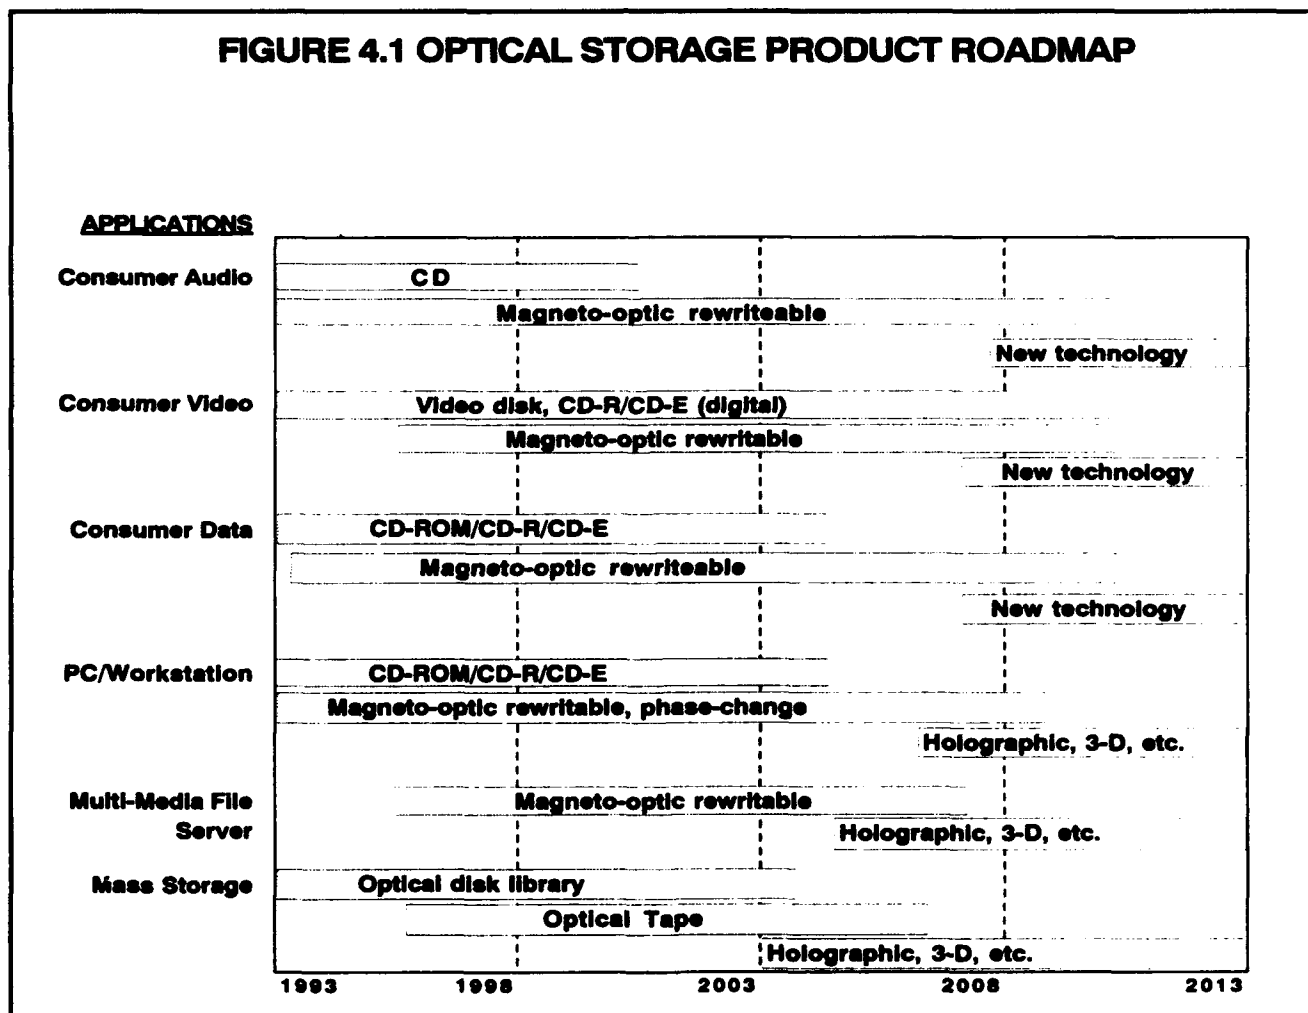 FIGURE 4.1 OPTICAL STORAGE PRODUCT ROADMAP
APPLICATIONS
Consumer Audio
CD
Magneto-optic rewriteable
New technology
Consumer Video
Video disk, CD-R/CD-E (digital)
Magneto-optic rewritable
New technology
Consumer Data
CD-ROM/CD-R/CD-E
Magneto-optic rewriteable
New technology
PC/Workstation
CD-ROM/CD-R/CD-E
Magneto-optic rewritable, phase-change
Holographic, 3-D, etc.
Multi-Media File
Server
Magneto-optic rewritable
Holographic, 3-D, etc.
Mass Storage
Optical disk library
Optical Tape
Holographic, 3-D, etc.
1993 1998 2003 2008 2013